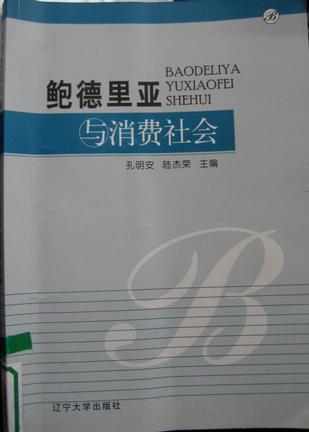 B
鲍德里亚
BAODELIYA
YUXIAOFEI
SHEHUI
与消费社会
孔明安 陆杰荣 主编
B
辽宁大学出版社